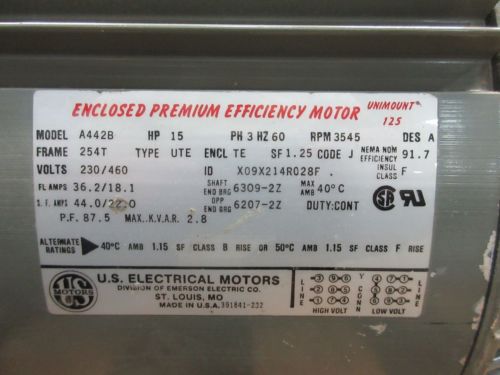 ENCLOSED PREMIUM EFFICIENCY MOTOR UNIMOUNT® 125
MODEL A442B HP 15 PH 3 HZ 60 RPM 3545 DES A
FRAME 254T TYPE UTE ENCL TE SF 1.25 CODE J NEMA NOM EFFICIENCY 91.7
VOLTS 230/460 ID X09X214R028F INSUL CLASS F
FL AMPS 36.2/18.1 SHAFT END BRG 6309-2Z MAX AMB 40°C
S.F. AMPS 44.0/22.0 OPP END BRG 6207-2Z DUTY:CONT
P.F. 87.5 MAX.K.VAR. 2.8
ALTERNATE RATINGS 40°C AMB 1.15 SF CLASS B RISE OR 50°C AMB 1.15 SF CLASS F RISE
US MOTORS
U.S. ELECTRICAL MOTORS
DIVISION OF EMERSON ELECTRIC CO.
ST. LOUIS, MO
MADE IN U.S.A. 391841-232
LINE Y CONN LINE
HIGH VOLT LOW VOLT